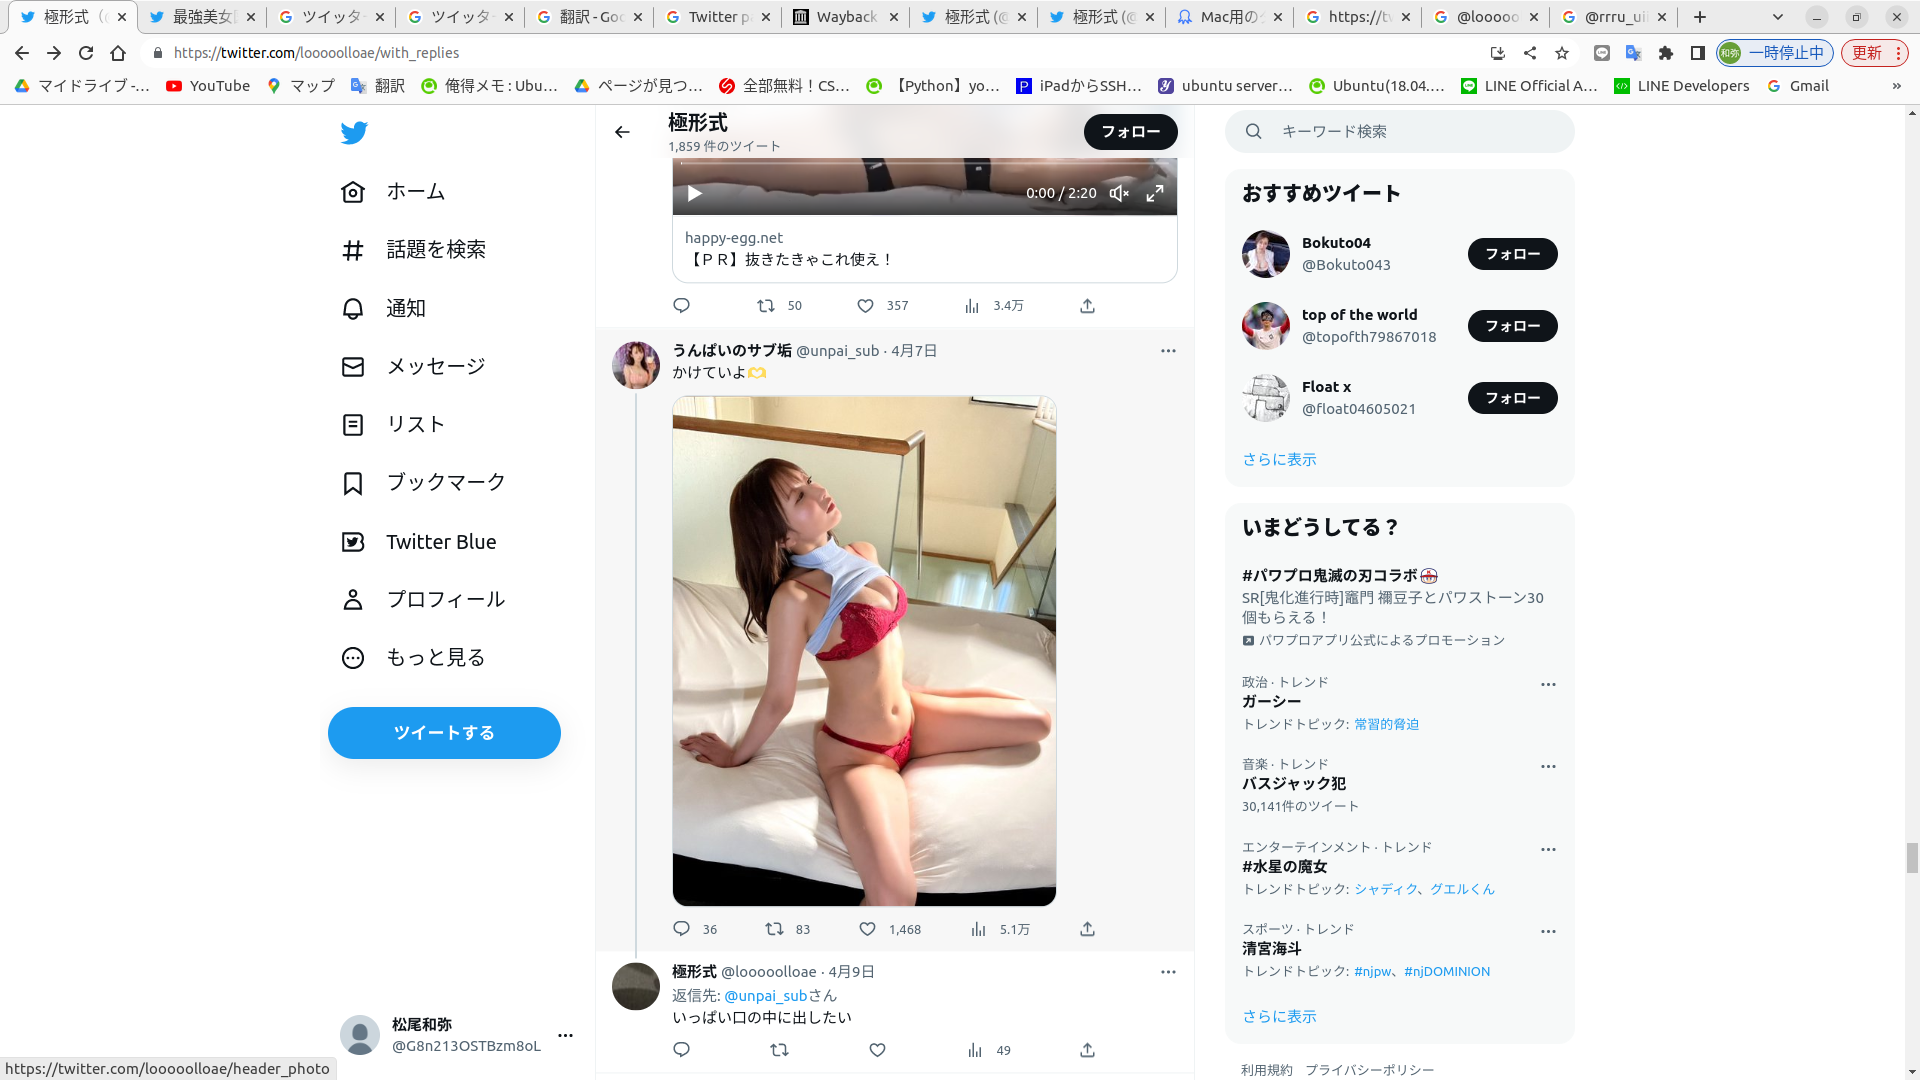 極形式 (@
最強美女図
ツイッター
ツイッター
翻訳 - Goo
Twitter p
Wayback
極形式 (@
極形式 (@
Mac用のク
https://tw
@looooo
@rrru_uii
https://twitter.com/looooolloae/with_replies
和弥
一時停止中
更新
マイドライブ -…
YouTube
マップ
翻訳
俺得メモ : Ubu…
ページが見つ…
全部無料！CS…
【Python】yo…
iPadからSSH…
ubuntu server…
Ubuntu(18.04.…
LINE Official A…
LINE Developers
Gmail
»
ホーム
話題を検索
通知
メッセージ
リスト
ブックマーク
Twitter Blue
プロフィール
もっと見る
ツイートする
松尾和弥
@G8n213OSTBzm8oL
https://twitter.com/looooolloae/header_photo
極形式
1,859 件のツイート
フォロー
0:00 / 2:20
happy-egg.net
【ＰＲ】抜きたきゃこれ使え！
50
357
3.4万
うんぱいのサブ垢 @unpai_sub · 4月7日
かけていよ
36
83
1,468
5.1万
極形式 @looooolloae · 4月9日
返信先: @unpai_subさん
いっぱい口の中に出したい
49
キーワード検索
おすすめツイート
Bokuto04
@Bokuto043
フォロー
top of the world
@topofth79867018
フォロー
Float x
@float04605021
フォロー
さらに表示
いまどうしてる？
#パワプロ鬼滅の刃コラボ
SR[鬼化進行時]竈門 禰豆子とパワストーン30
個もらえる！
パワプロアプリ公式によるプロモーション
政治 · トレンド
ガーシー
トレンドトピック: 常習的脅迫
音楽 · トレンド
バスジャック犯
30,141件のツイート
エンターテインメント · トレンド
#水星の魔女
トレンドトピック: シャディク、グエルくん
スポーツ · トレンド
清宮海斗
トレンドトピック: #njpw、#njDOMINION
さらに表示
利用規約 プライバシーポリシー